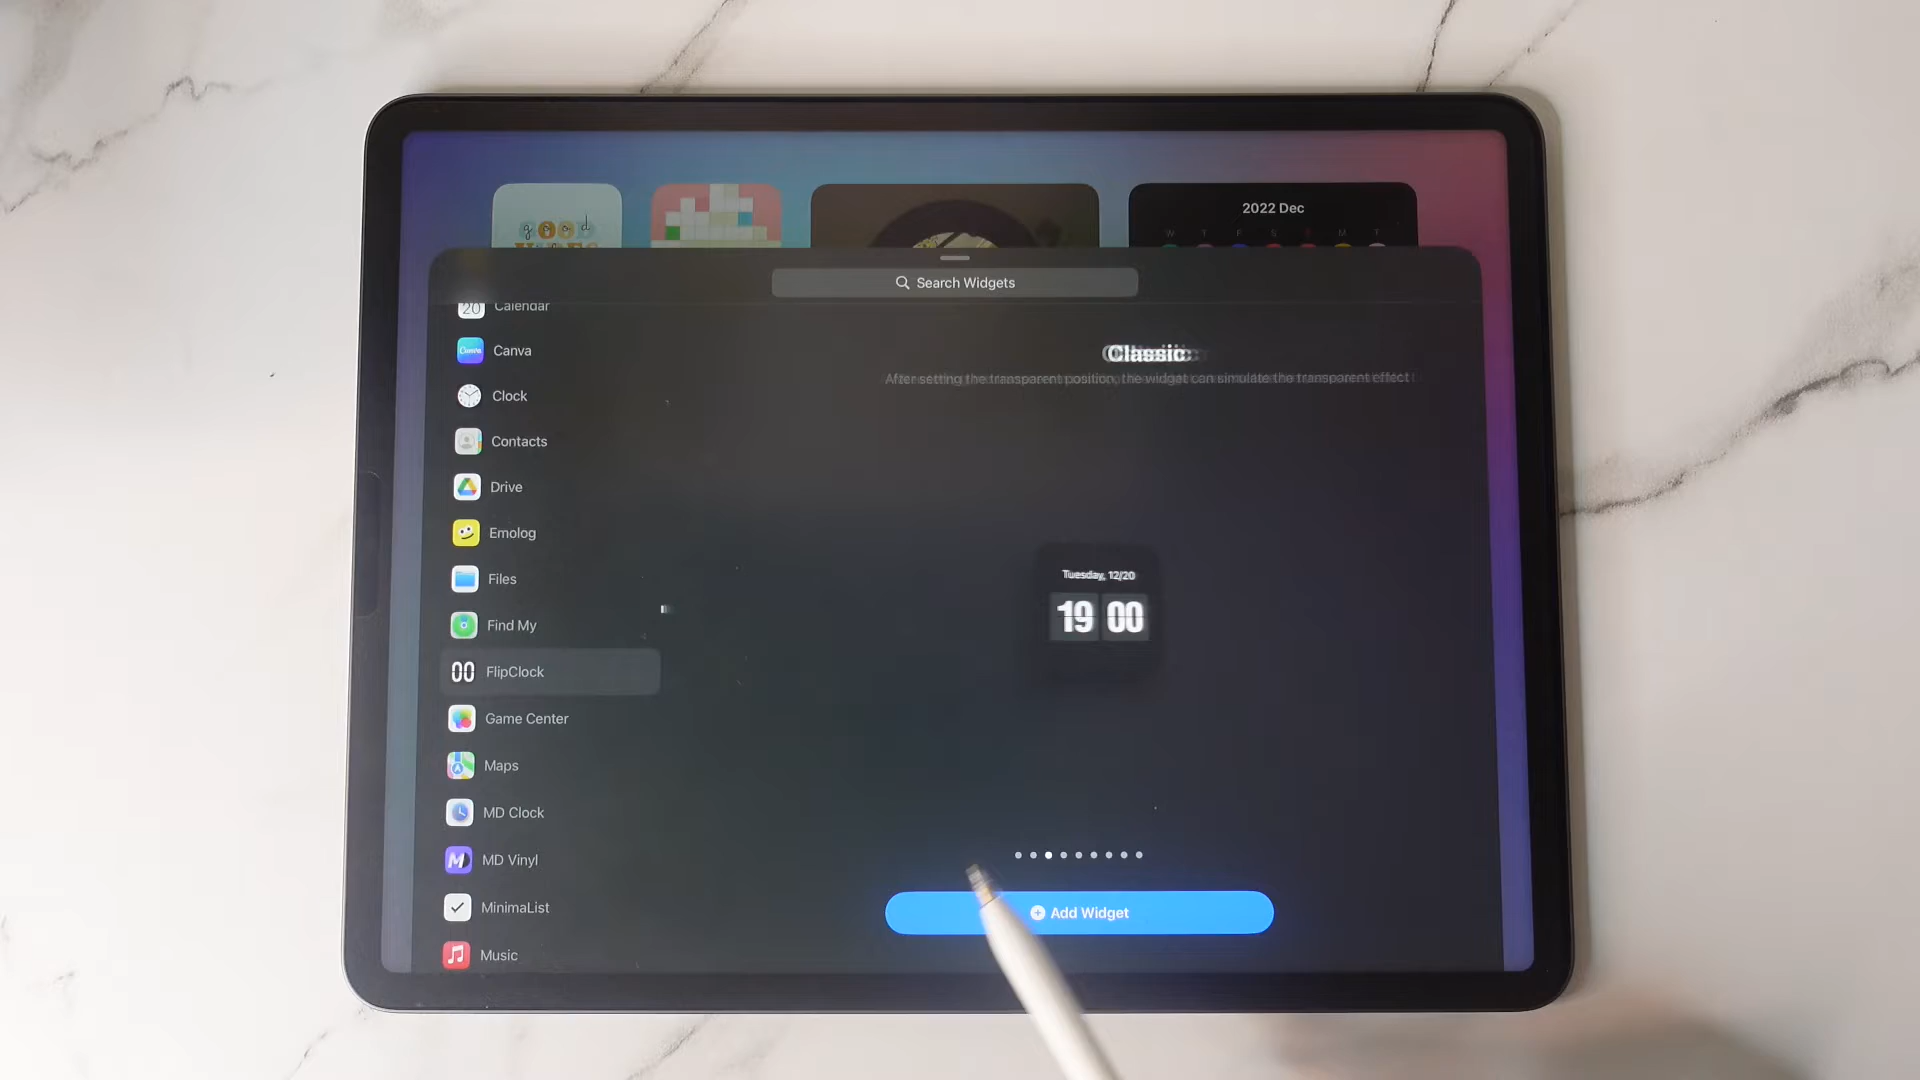 good
VIBES
2022 Dec
W T F S S M T
Search Widgets
Calendar
Canva
Clock
Contacts
Drive
Emolog
Files
Find My
FlipClock
Game Center
Maps
MD Clock
MD Vinyl
MinimaList
Music
Classic
After setting the transparent position, the widget can simulate the transparent effect
Tuesday, 12/20
19 00
Add Widget